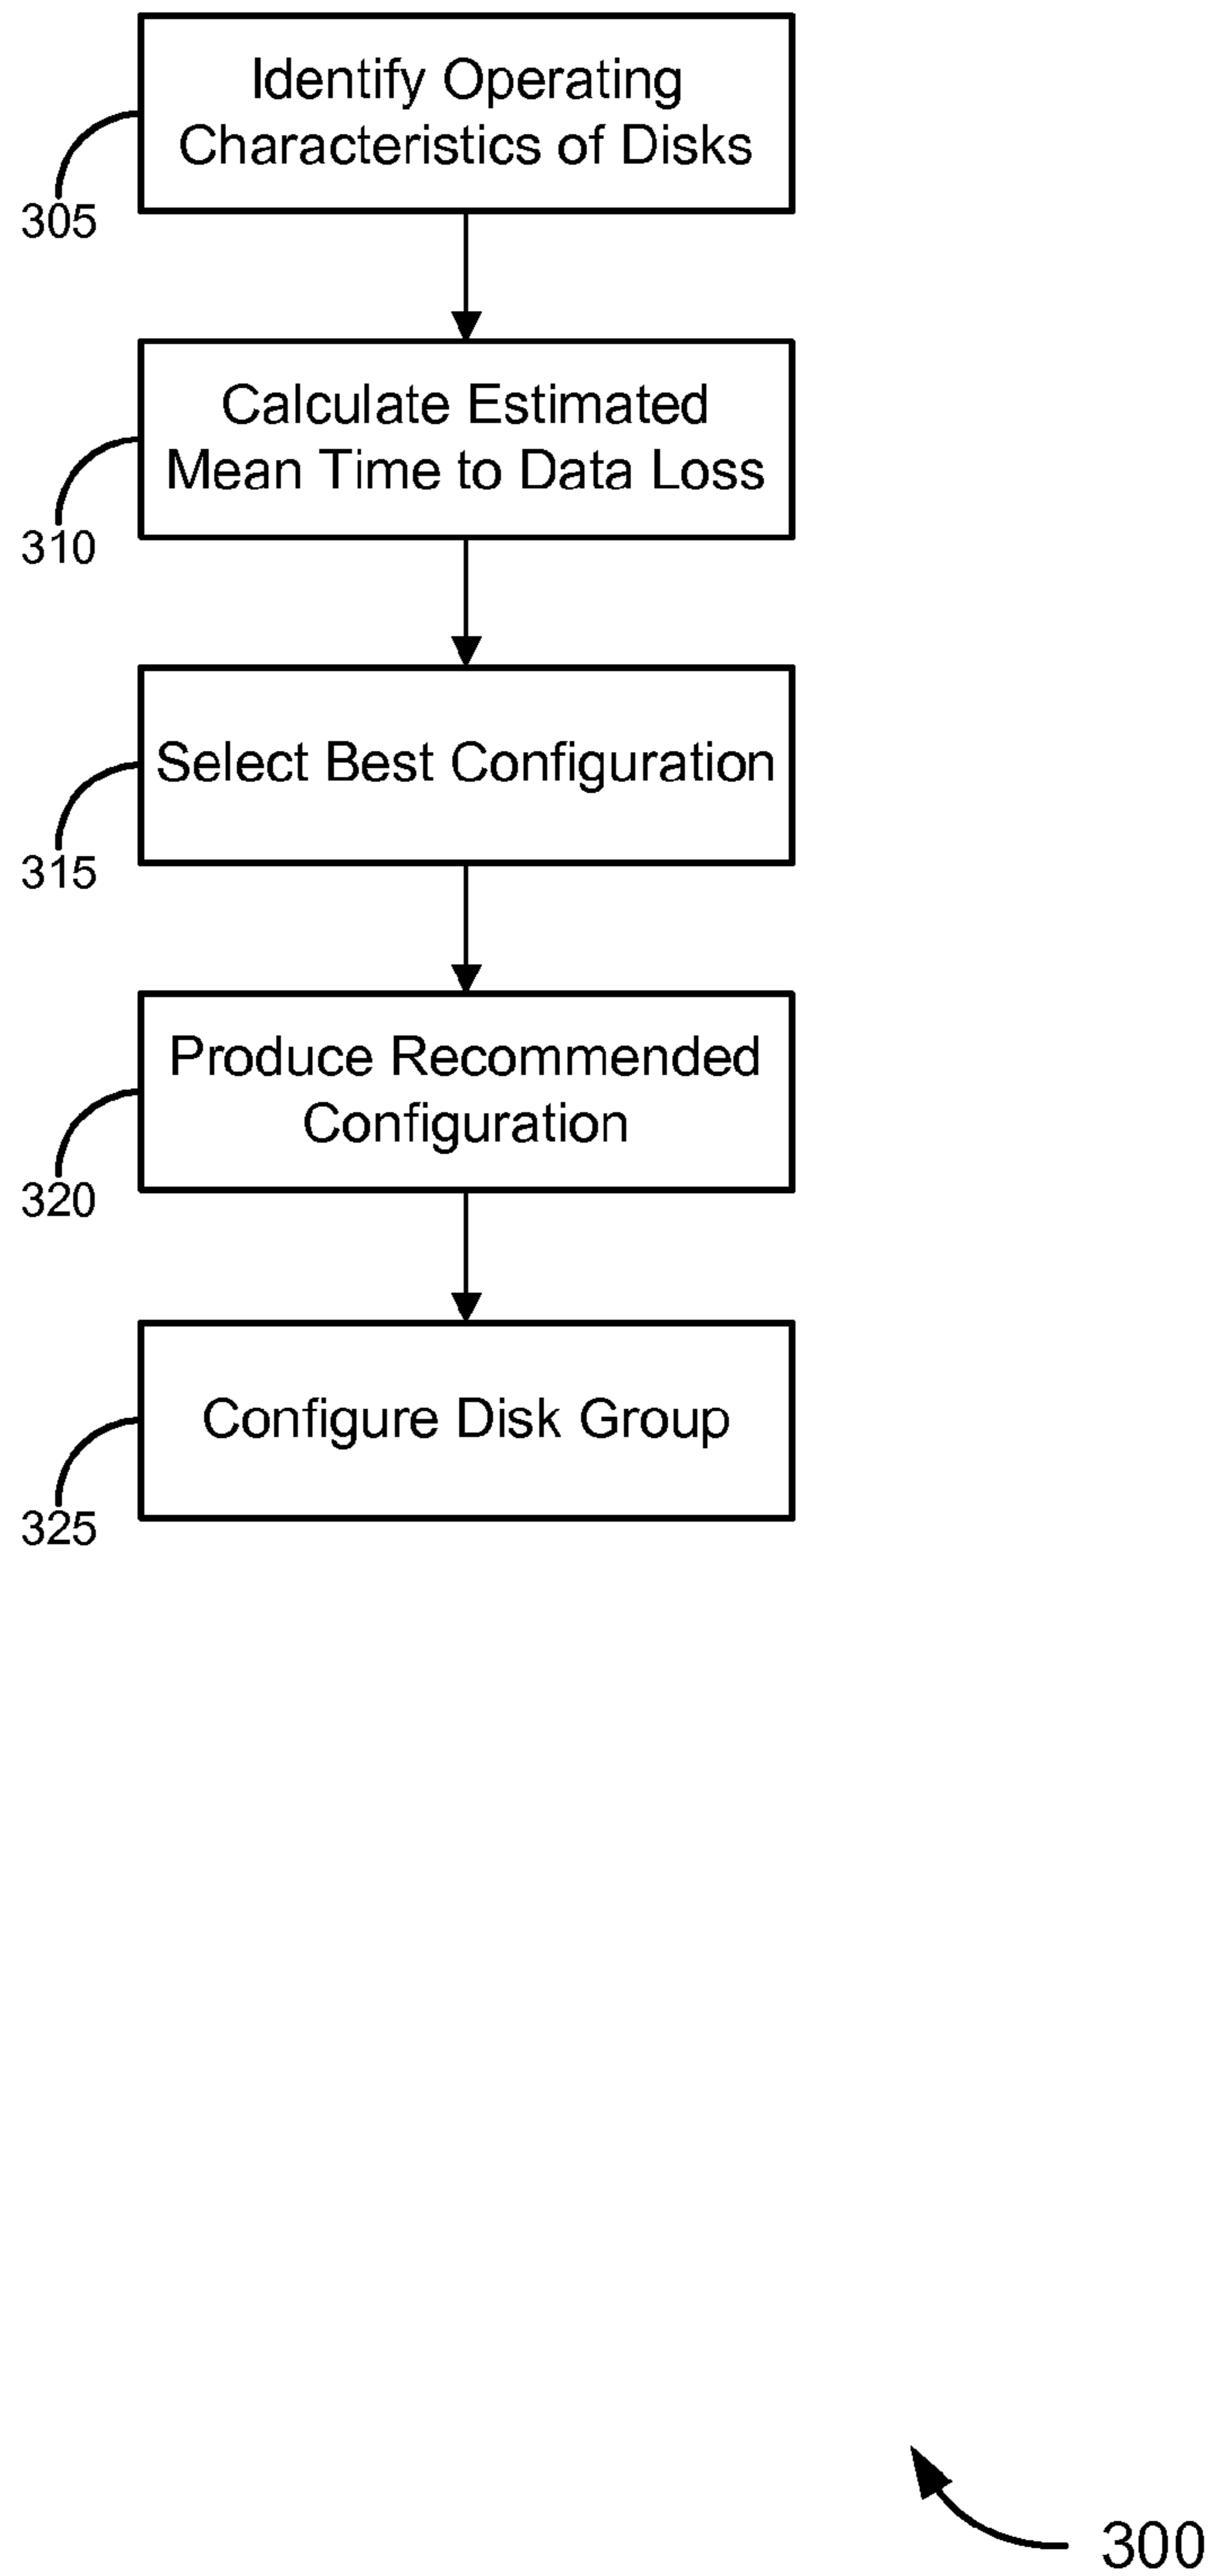 Identify Operating
Characteristics of Disks
305
Calculate Estimated
Mean Time to Data Loss
310
Select Best Configuration
315
Produce Recommended
Configuration
320
Configure Disk Group
325
300